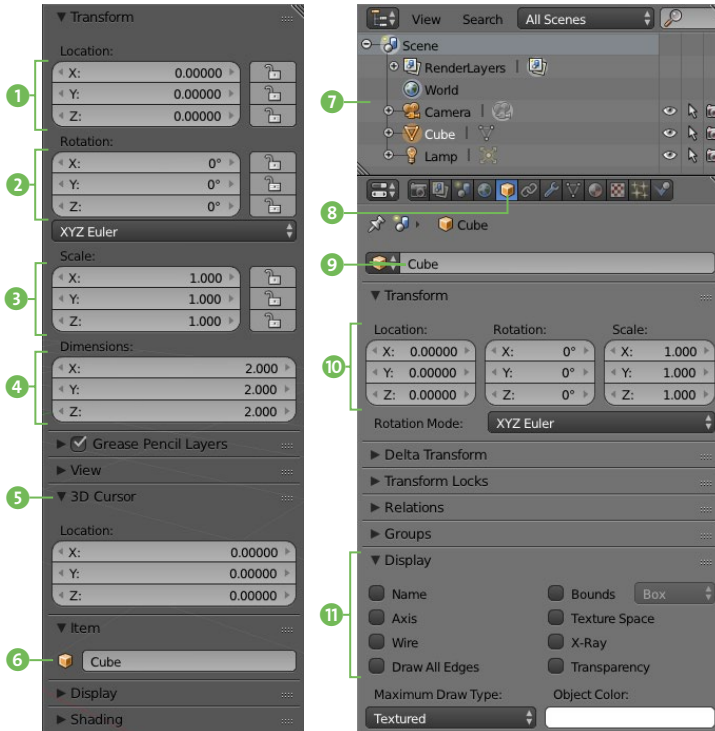 ▼ Transform
Location:
1
X: 0.00000
Y: 0.00000
Z: 0.00000
Rotation:
2
X: 0°
Y: 0°
Z: 0°
XYZ Euler
Scale:
3
X: 1.000
Y: 1.000
Z: 1.000
Dimensions:
4
X: 2.000
Y: 2.000
Z: 2.000
Grease Pencil Layers
View
5
3D Cursor
Location:
X: 0.00000
Y: 0.00000
Z: 0.00000
Item
6
Cube
Display
Shading
View Search All Scenes
Scene
RenderLayers |
World
7
Camera |
Cube |
Lamp |
8
Cube
9
Cube
Transform
Location: Rotation: Scale:
10
X: 0.00000 X: 0° X: 1.000
Y: 0.00000 Y: 0° Y: 1.000
Z: 0.00000 Z: 0° Z: 1.000
Rotation Mode: XYZ Euler
Delta Transform
Transform Locks
Relations
Groups
Display
11
Name Bounds Box
Axis Texture Space
Wire X-Ray
Draw All Edges Transparency
Maximum Draw Type: Object Color:
Textured